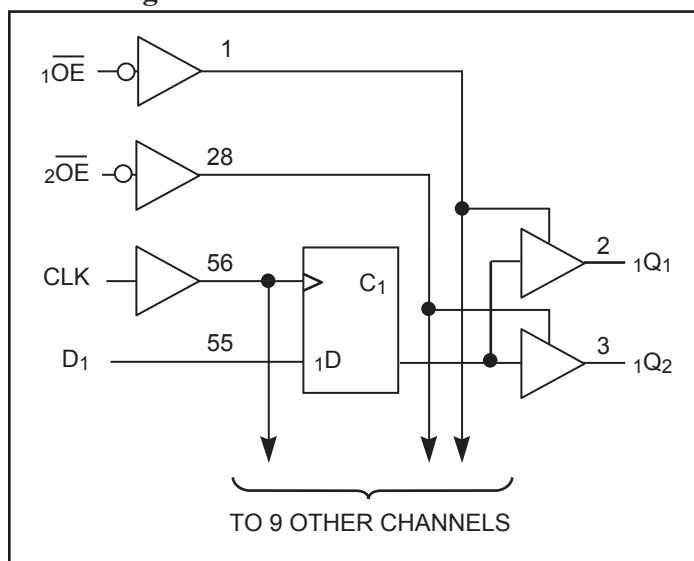 1OE 1
2OE 28
CLK 56
C1
D1 55 1D
2 1Q1
3 1Q2
TO 9 OTHER CHANNELS